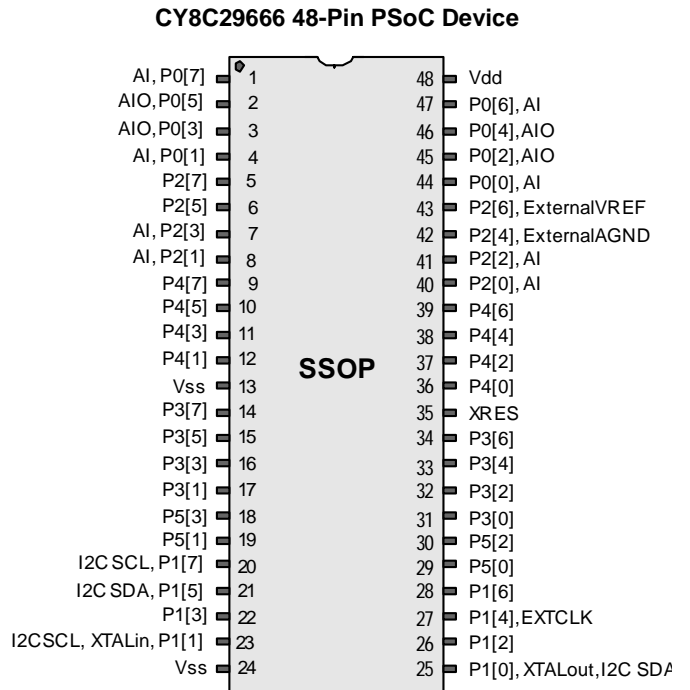 CY8C29666 48-Pin PSoC Device
AI, P0[7] 1 48 Vdd
AIO, P0[5] 2 47 P0[6], AI
AIO, P0[3] 3 46 P0[4], AIO
AI, P0[1] 4 45 P0[2], AIO
P2[7] 5 44 P0[0], AI
P2[5] 6 43 P2[6], ExternalVREF
AI, P2[3] 7 42 P2[4], ExternalAGND
AI, P2[1] 8 41 P2[2], AI
P4[7] 9 40 P2[0], AI
P4[5] 10 39 P4[6]
P4[3] 11 38 P4[4]
P4[1] 12 37 P4[2]
SSOP
Vss 13 36 P4[0]
P3[7] 14 35 XRES
P3[5] 15 34 P3[6]
P3[3] 16 33 P3[4]
P3[1] 17 32 P3[2]
P5[3] 18 31 P3[0]
P5[1] 19 30 P5[2]
I2C SCL, P1[7] 20 29 P5[0]
I2C SDA, P1[5] 21 28 P1[6]
P1[3] 22 27 P1[4], EXTCLK
I2C SCL, XTALin, P1[1] 23 26 P1[2]
Vss 24 25 P1[0], XTALout, I2C SDA